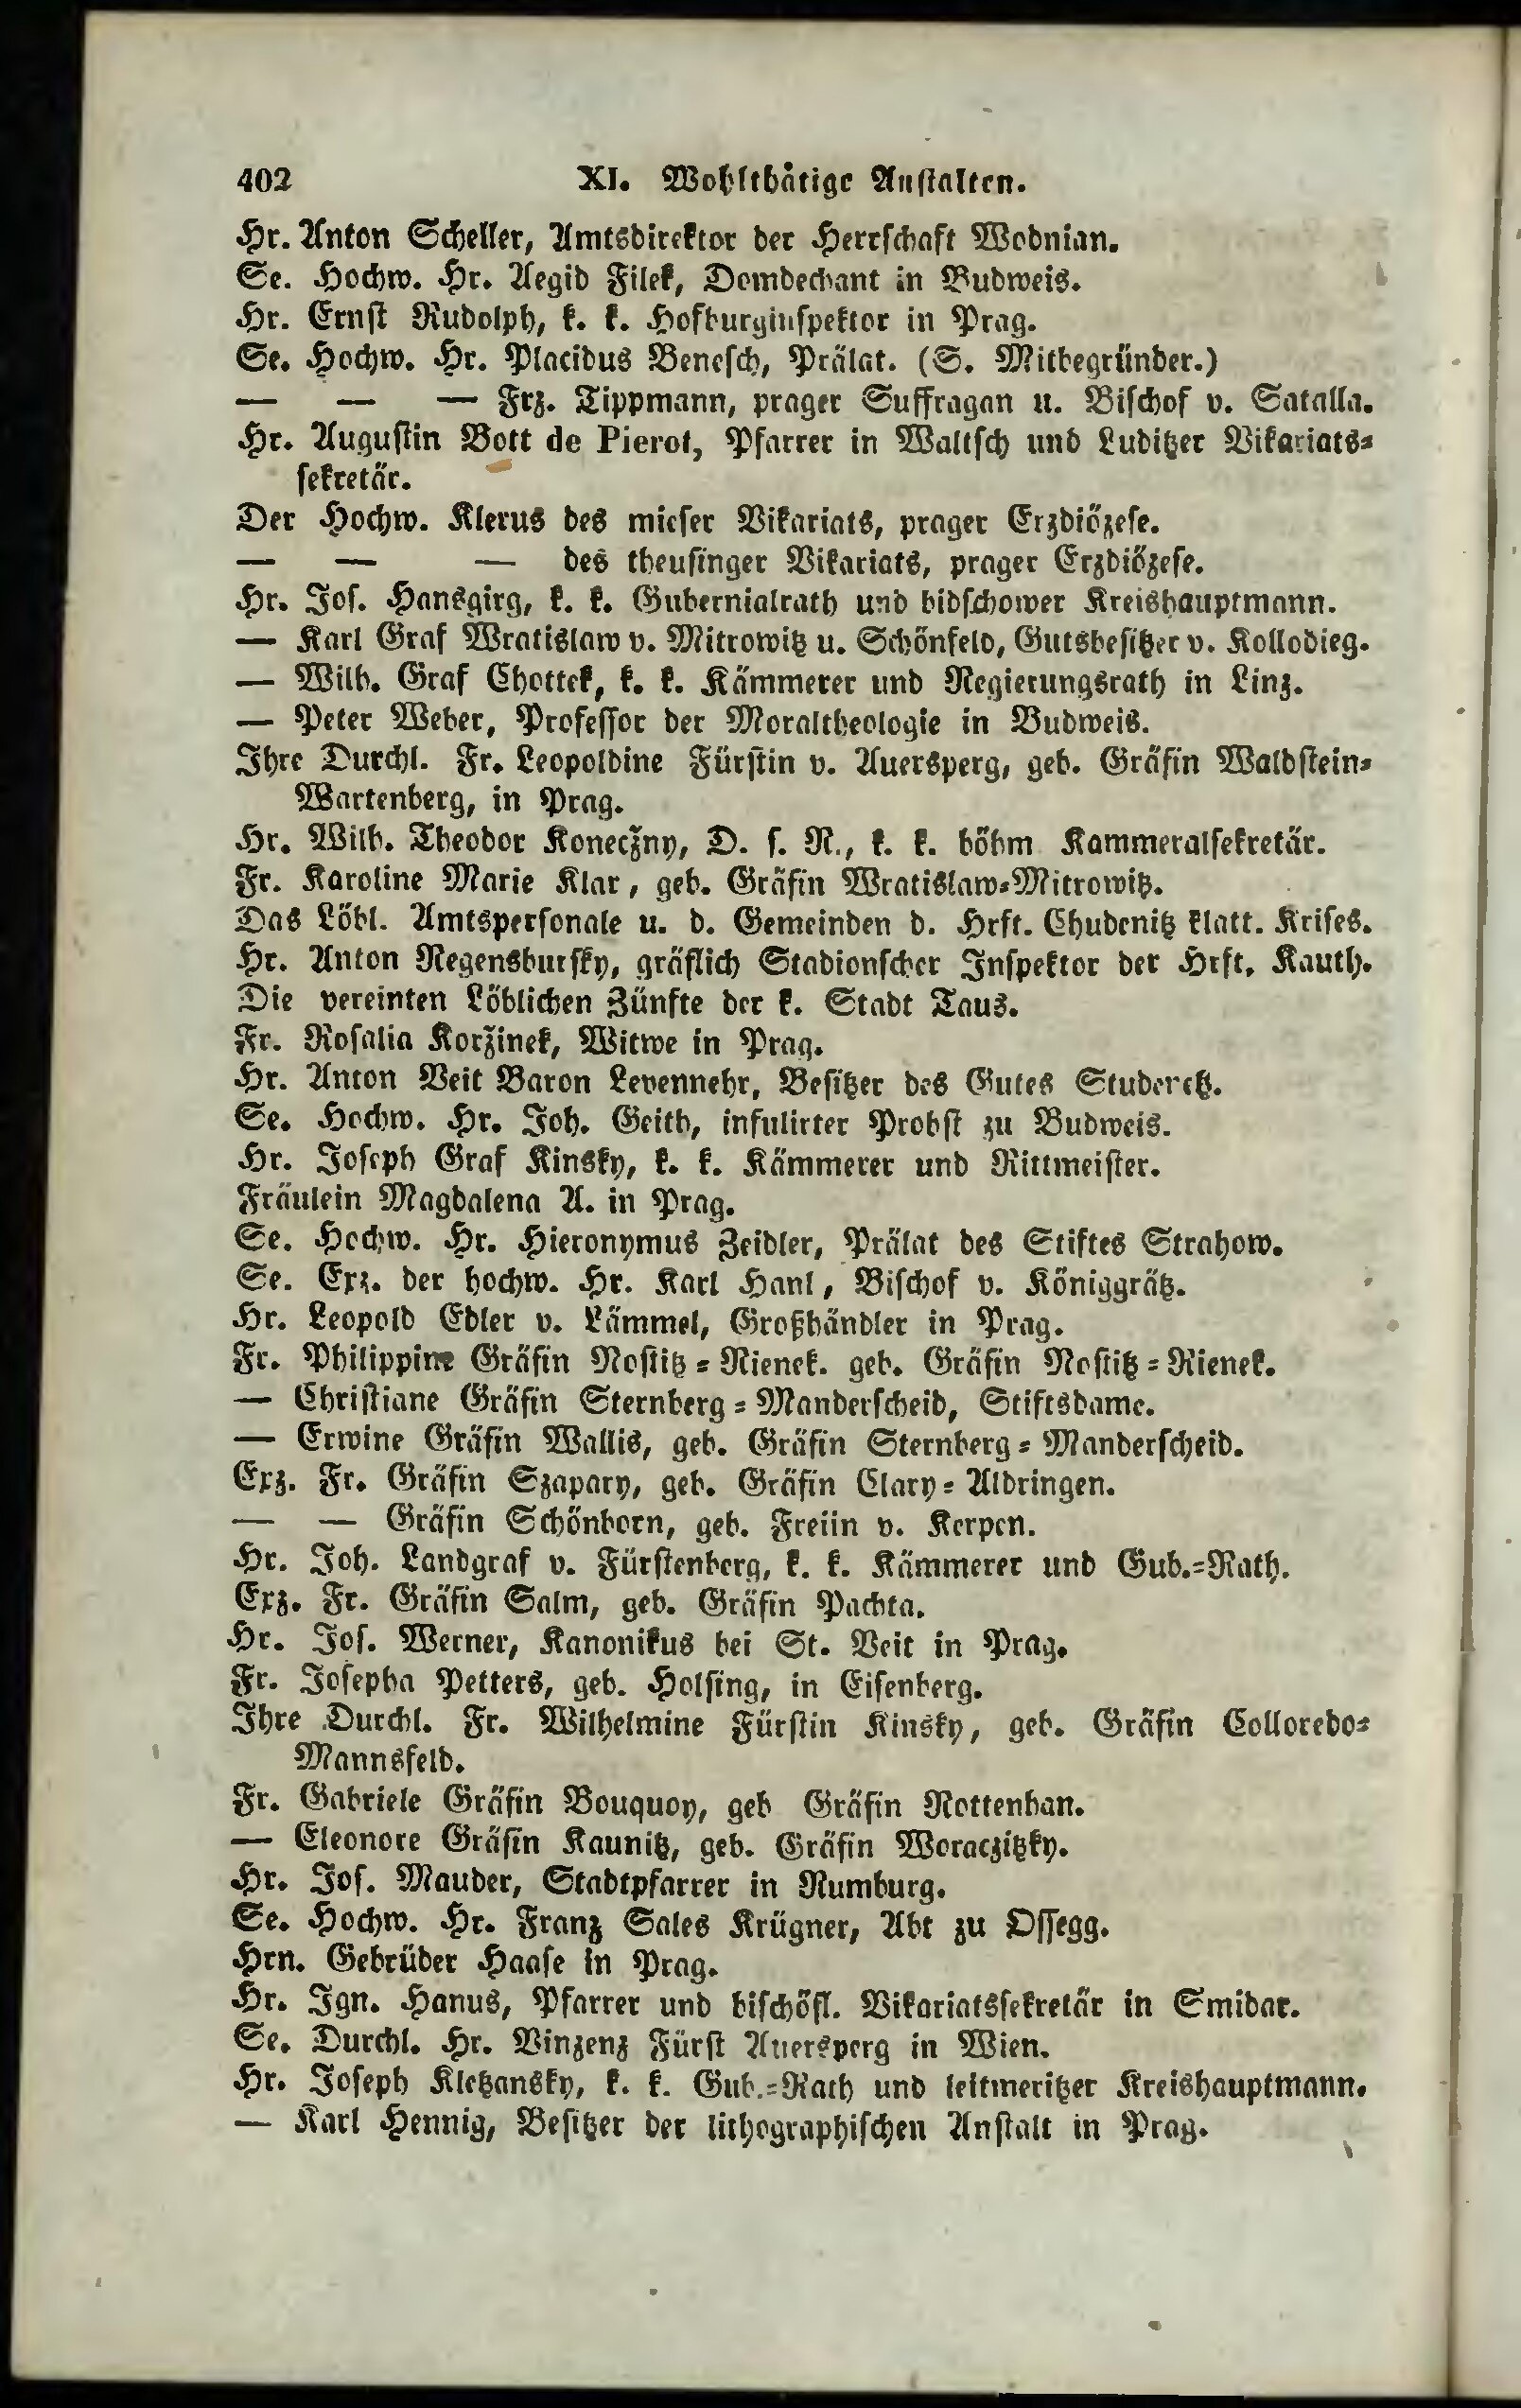 402 XI. Wohlthätige Anstalten.
Hr. Anton Scheller, Amtsdirektor der Herrschaft Wodnian.
Se. Hochw. Hr. Aegid Filek, Domdechant in Budweis.
Hr. Ernst Rudolph, k. k. Hofburginspektor in Prag.
Se. Hochw. Hr. Placidus Benesch, Prälat. (S. Mitbegründer.)
— — — Frz. Tippmann, prager Suffragan u. Bischof v. Satalla.
Hr. Augustin Bott de Pierot, Pfarrer in Waltsch und Luditzer Vikariats-
sekretär.
Der Hochw. Klerus des mieser Vikariats, prager Erzdiözese.
— — — des theusinger Vikariats, prager Erzdiözese.
Hr. Jos. Hansgirg, k. k. Gubernialrath und bidschower Kreishauptmann.
— Karl Graf Wratislaw v. Mitrowitz u. Schönfeld, Gutsbesitzer v. Kollodieg.
— Wilh. Graf Chottek, k. k. Kämmerer und Regierungsrath in Linz.
— Peter Weber, Professor der Moraltheologie in Budweis.
Ihre Durchl. Fr. Leopoldine Fürstin v. Auersperg, geb. Gräfin Waldstein-
Wartenberg, in Prag.
Hr. Wilh. Theodor Koneczny, D. s. R., k. k. böhm Kammeralsekretär.
Fr. Karoline Marie Klar, geb. Gräfin Wratislaw-Mitrowitz.
Das Löbl. Amtspersonale u. d. Gemeinden d. Hrft. Chudenitz klatt. Krises.
Hr. Anton Regensbursky, gräflich Stadionscher Inspektor der Hrft. Kauth.
Die vereinten Löblichen Zünfte der k. Stadt Taus.
Fr. Rosalia Koržinek, Witwe in Prag.
Hr. Anton Veit Baron Levennehr, Besitzer des Gutes Studeretz.
Se. Hochw. Hr. Joh. Geith, infulirter Probst zu Budweis.
Hr. Joseph Graf Kinsky, k. k. Kämmerer und Rittmeister.
Fräulein Magdalena A. in Prag.
Se. Hochw. Hr. Hieronymus Zeidler, Prälat des Stiftes Strahow.
Se. Exz. der hochw. Hr. Karl Hanl, Bischof v. Königgrätz.
Hr. Leopold Edler v. Lämmel, Großhändler in Prag.
Fr. Philippine Gräfin Nostitz-Rienek. geb. Gräfin Nostitz-Rienek.
— Christiane Gräfin Sternberg-Manderscheid, Stiftsdame.
— Erwine Gräfin Wallis, geb. Gräfin Sternberg-Manderscheid.
Exz. Fr. Gräfin Szapary, geb. Gräfin Clary-Aldringen.
— — Gräfin Schönborn, geb. Freiin v. Kerpen.
Hr. Joh. Landgraf v. Fürstenberg, k. k. Kämmerer und Gub.-Rath.
Exz. Fr. Gräfin Salm, geb. Gräfin Pachta.
Hr. Jos. Werner, Kanonikus bei St. Veit in Prag.
Fr. Josepha Petters, geb. Holfing, in Eisenberg.
Ihre Durchl. Fr. Wilhelmine Fürstin Kinsky, geb. Gräfin Colloredo-
Mannsfeld.
Fr. Gabriele Gräfin Bouquoy, geb Gräfin Rottenhan.
— Eleonore Gräfin Kaunitz, geb. Gräfin Woraczitzky.
Hr. Jos. Mauder, Stadtpfarrer in Rumburg.
Se. Hochw. Hr. Franz Sales Krügner, Abt zu Ossegg.
Hrn. Gebrüder Haase in Prag.
Hr. Ign. Hanus, Pfarrer und bischöfl. Vikariatssekretär in Smidar.
Se. Durchl. Hr. Vinzenz Fürst Auersperg in Wien.
Hr. Joseph Kletzansky, k. k. Gub.-Rath und leitmeritzer Kreishauptmann.
— Karl Hennig, Besitzer der lithographischen Anstalt in Prag.